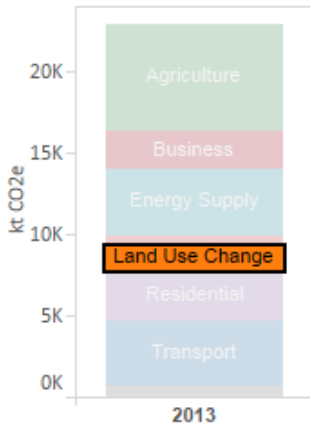 20K
Agriculture
15K
Business
Energy Supply
kt CO2e
10K
Land Use Change
Residential
5K
Transport
0K
2013